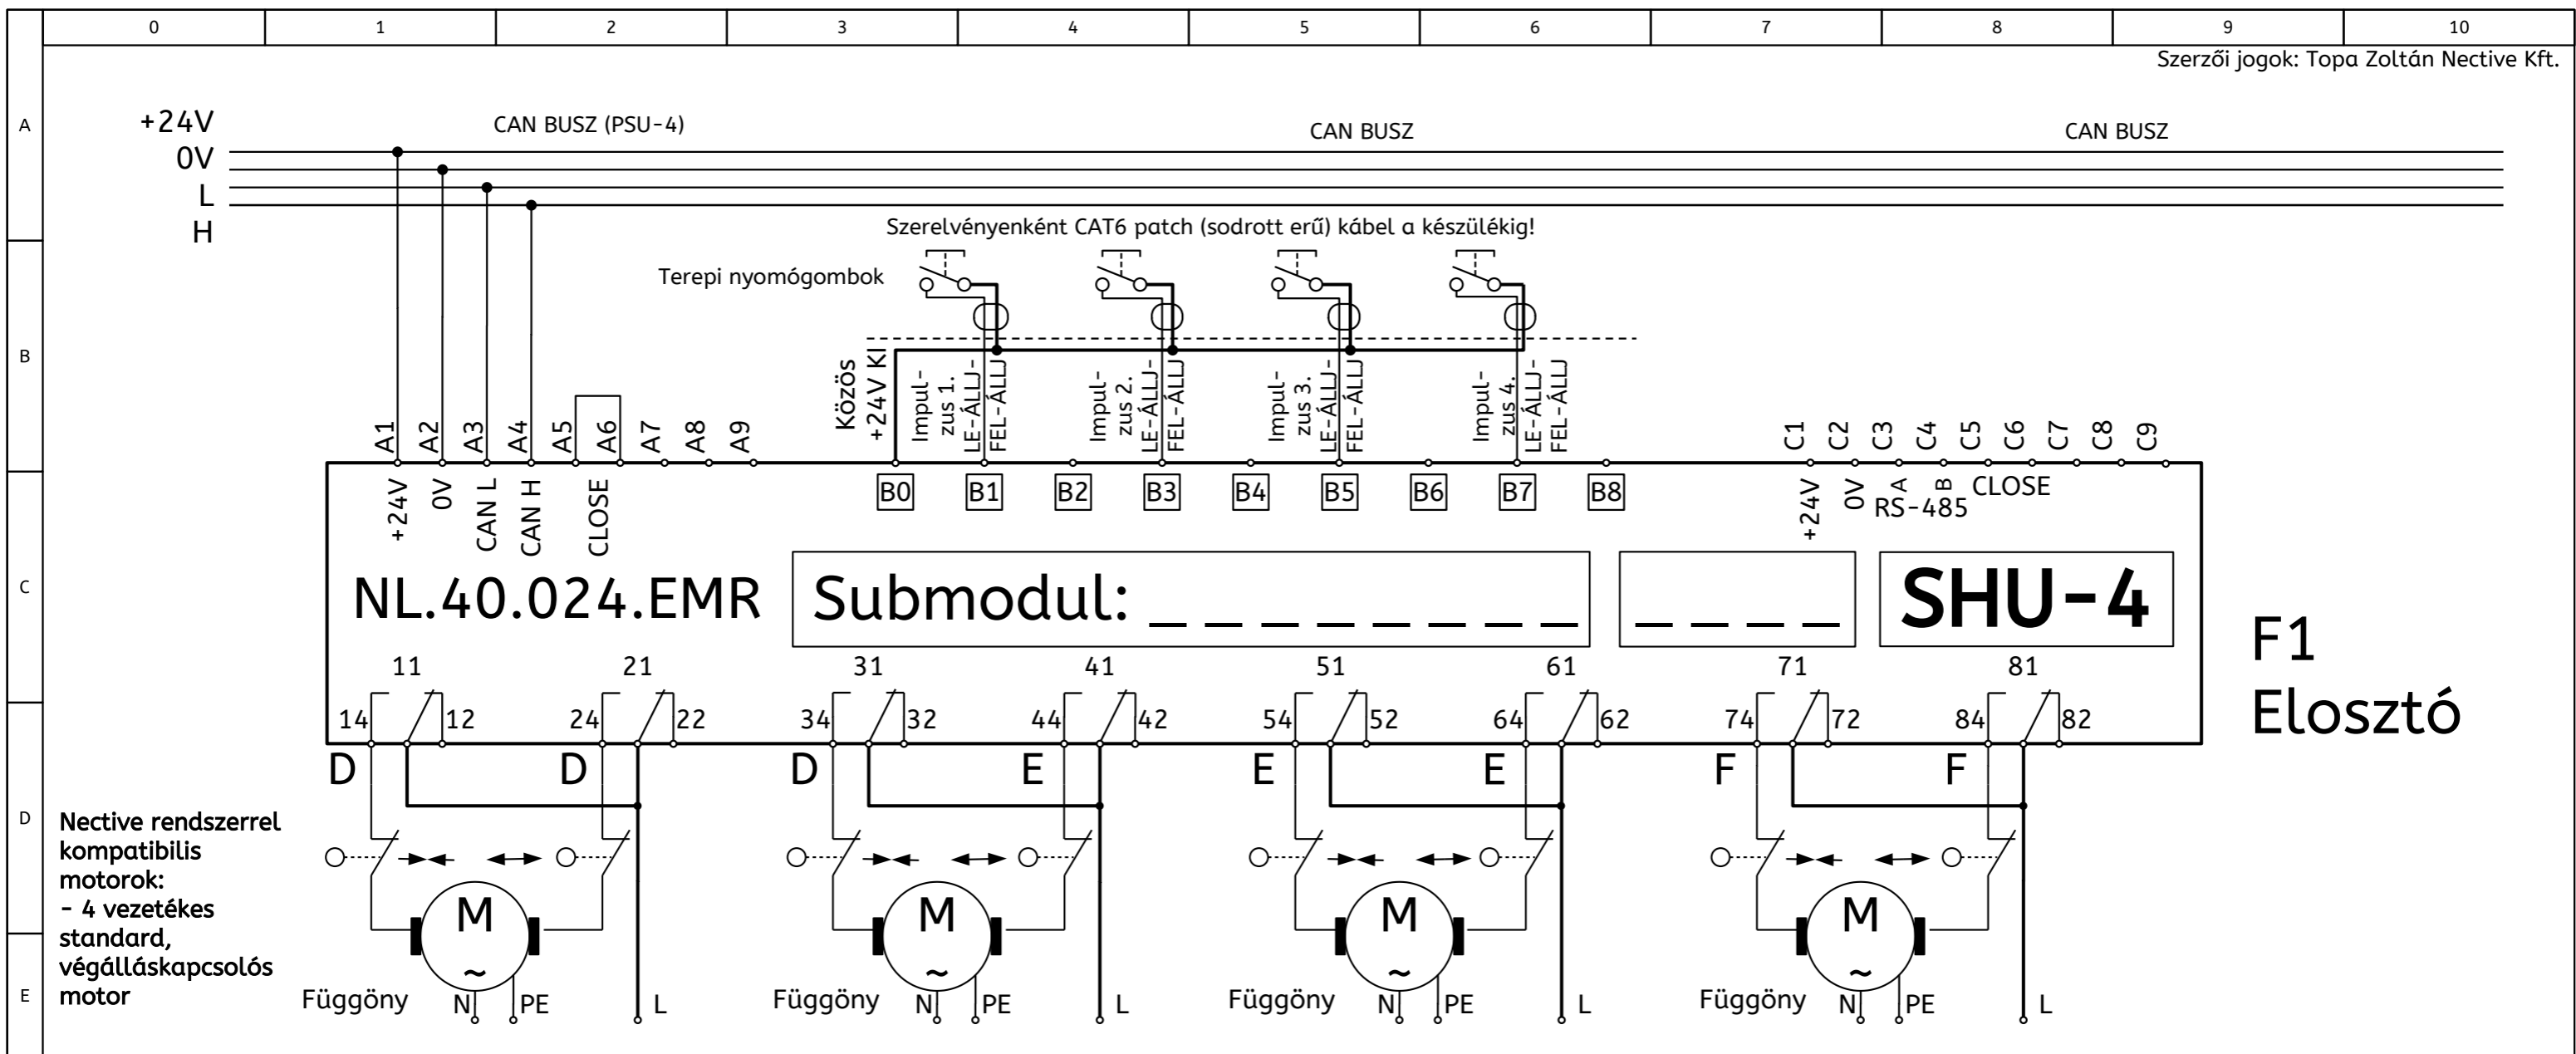 0 1 2 3 4 5 6 7 8 9 10
Szerzői jogok: Topa Zoltán Nective Kft.
A
+24V
0V
L
H
CAN BUSZ (PSU-4)
CAN BUSZ
CAN BUSZ
Szerelvényenként CAT6 patch (sodrott erű) kábel a készülékig!
Terepi nyomógombok
B
Közös
+24V KI
Impul-
zus 1.
LE-ÁLLJ-
FEL-ÁLLJ
Impul-
zus 2.
LE-ÁLLJ-
FEL-ÁLLJ
Impul-
zus 3.
LE-ÁLLJ-
FEL-ÁLLJ
Impul-
zus 4.
LE-ÁLLJ-
FEL-ÁLLJ
A1 A2 A3 A4 A5 A6 A7 A8 A9
C1 C2 C3 C4 C5 C6 C7 C8 C9
+24V
0V
CAN L
CAN H
CLOSE
B0 B1 B2 B3 B4 B5 B6 B7 B8
+24V
0V
A
B
RS-485
CLOSE
C
NL.40.024.EMR
Submodul: _ _ _ _ _ _ _ _
_ _ _ _
SHU-4
F1
Elosztó
11 21 31 41 51 61 71 81
14 12 24 22 34 32 44 42 54 52 64 62 74 72 84 82
D D D E E E F F
D
Nective rendszerrel
kompatibilis
motorok:
- 4 vezetékes
standard,
végálláskapcsolós
motor
M M M M
~ ~ ~ ~
E
Függöny N PE L
Függöny N PE L
Függöny N PE L
Függöny N PE L